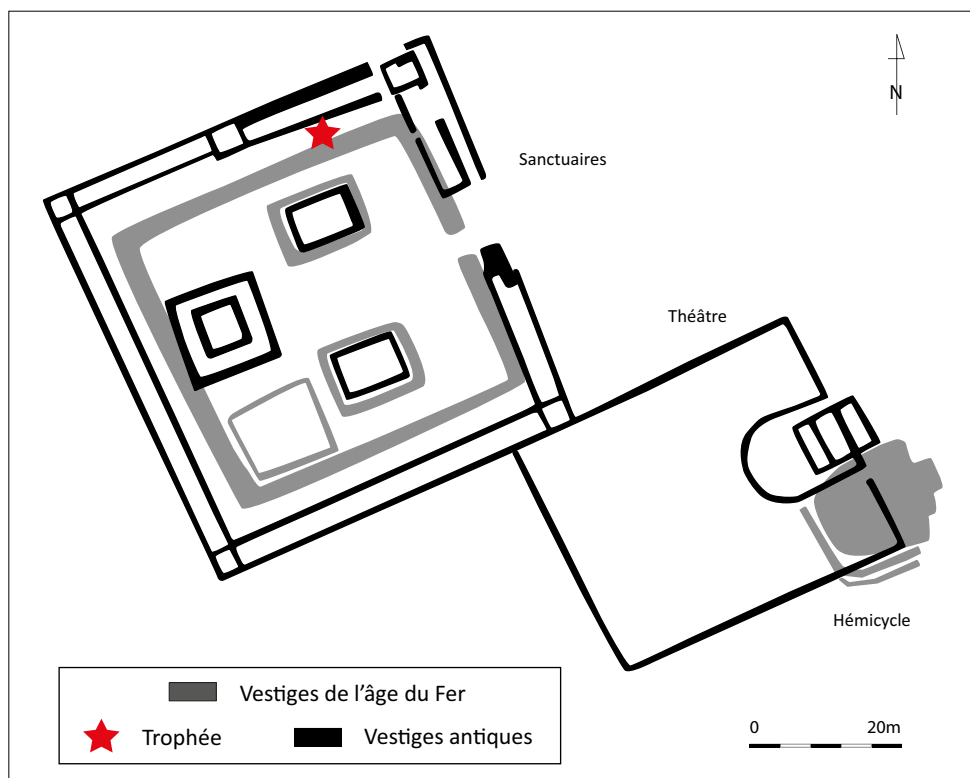 N
Sanctuaires
Théâtre
Hémicycle
Vestiges de l'âge du Fer
Trophée
Vestiges antiques
0 20m